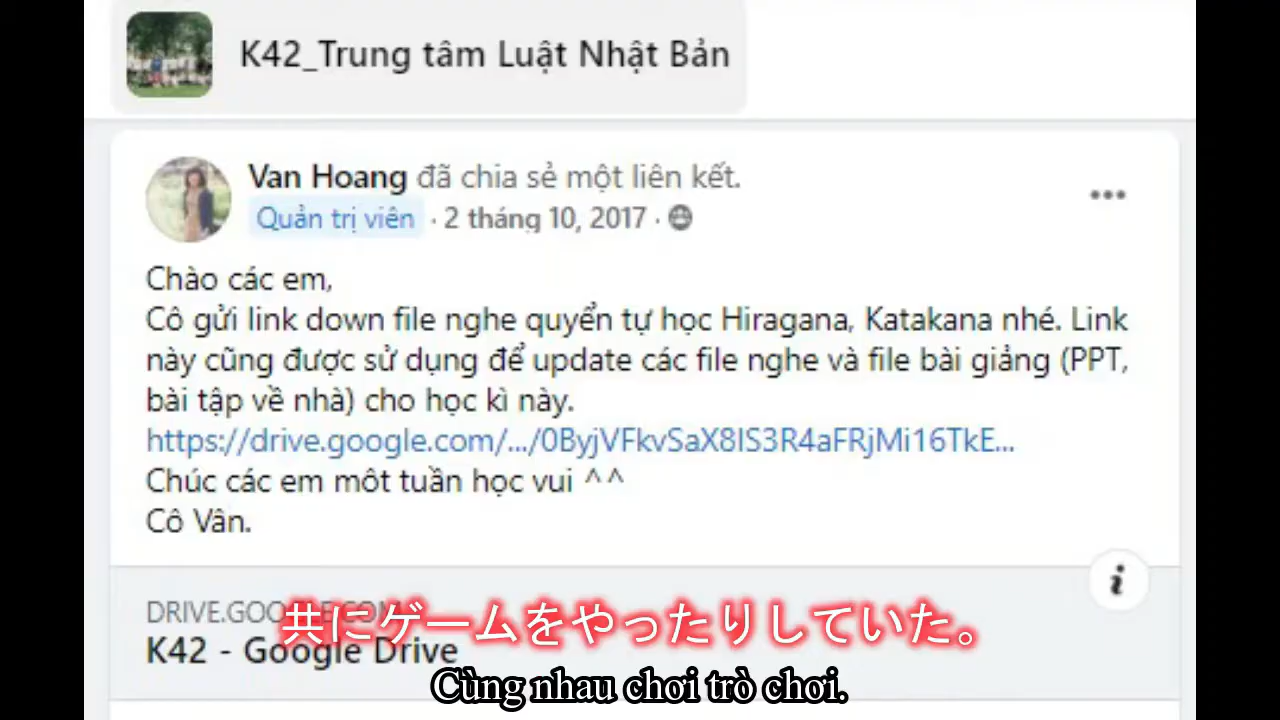 K42_Trung tâm Luật Nhật Bản
Van Hoang đã chia sẻ một liên kết.
Quản trị viên · 2 tháng 10, 2017 ·
Chào các em,
Cô gửi link down file nghe quyển tự học Hiragana, Katakana nhé. Link
này cũng được sử dụng để update các file nghe và file bài giảng (PPT,
bài tập về nhà) cho học kì này.
https://drive.google.com/.../0ByjVFkvSaX8IS3R4aFRjMi16TkE...
Chúc các em môt tuần học vui ^^
Cô Vân.
DRIVE.GOOGLE.COM
共にゲームをやったりしていた。
K42 - Google Drive
Cùng nhau chơi trò chơi.